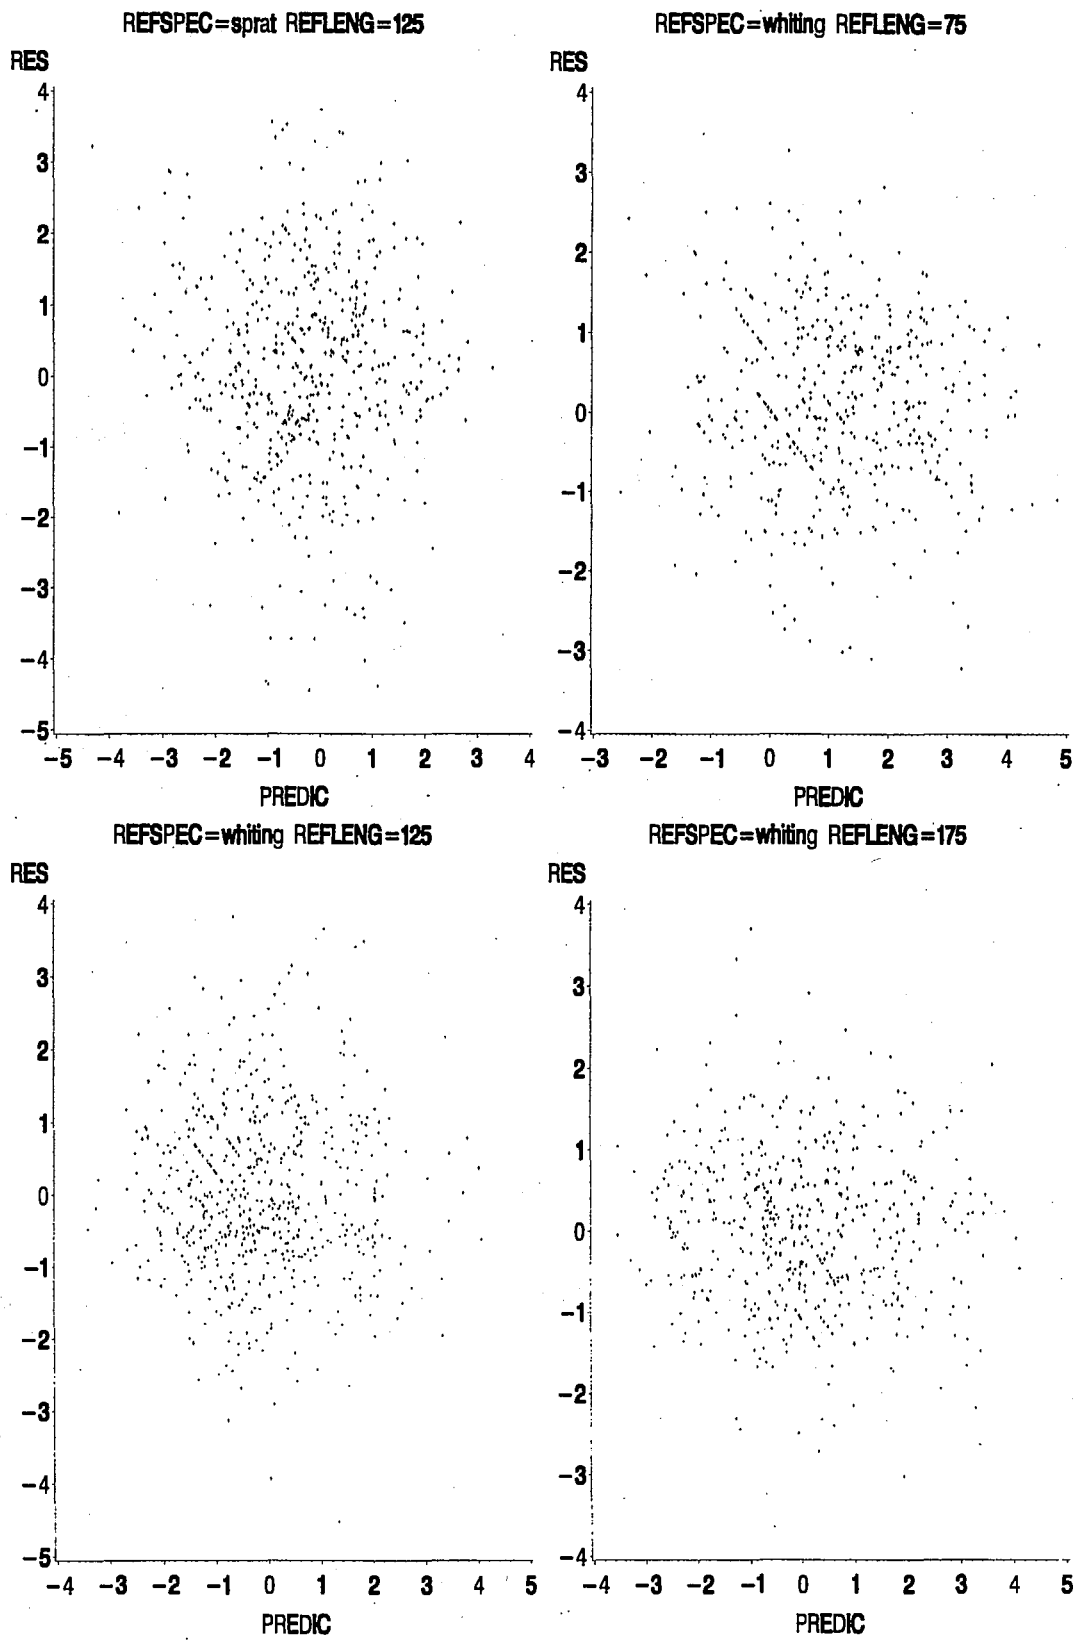 REFSPEC=sprat REFLENG=125
RES
4
3
2
1
0
−1
−2
−3
−4
−5
−5 −4 −3 −2 −1 0 1 2 3 4
PREDIC
REFSPEC=whiting REFLENG=75
RES
4
3
2
1
0
−1
−2
−3
−4
−3 −2 −1 0 1 2 3 4 5
PREDIC
REFSPEC=whiting REFLENG=125
RES
4
3
2
1
0
−1
−2
−3
−4
−5
−4 −3 −2 −1 0 1 2 3 4 5
PREDIC
REFSPEC=whiting REFLENG=175
RES
4
3
2
1
0
−1
−2
−3
−4
−4 −3 −2 −1 0 1 2 3 4 5
PREDIC